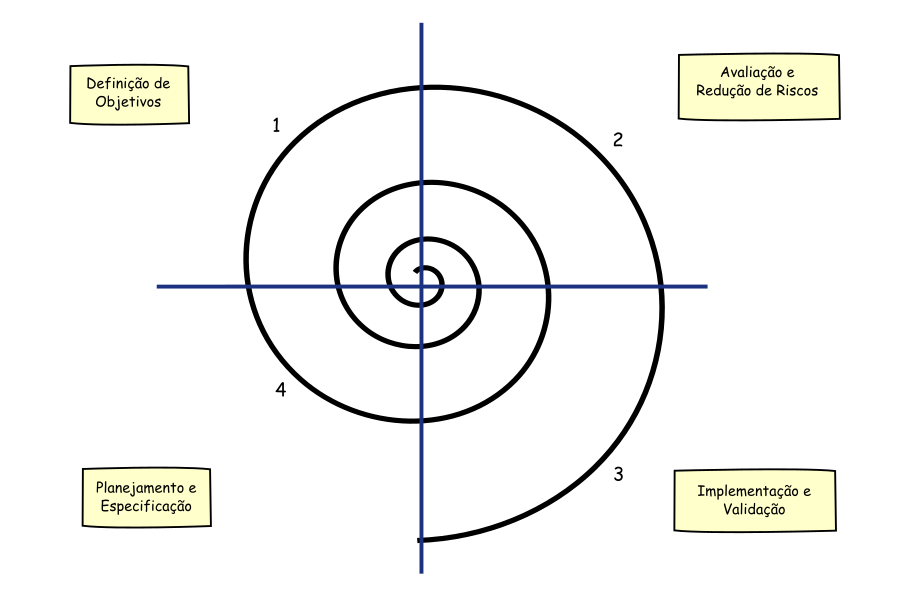 Definição de
Objetivos
Avaliação e
Redução de Riscos
1
2
4
3
Planejamento e
Especificação
Implementação e
Validação